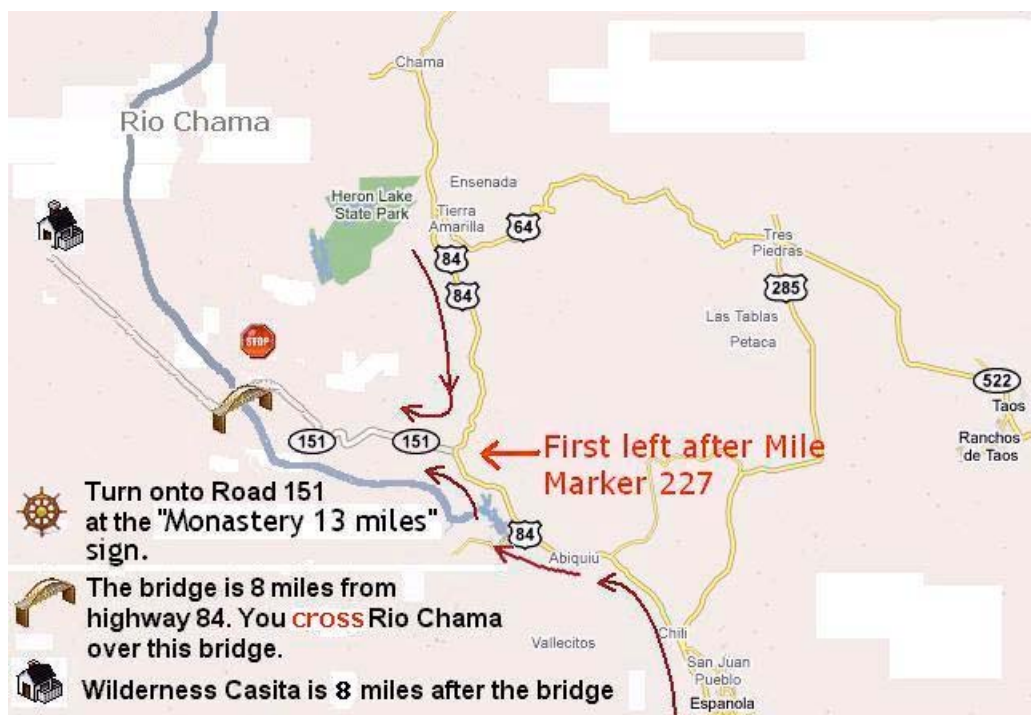 Chama
Rio Chama
Ensenada
Heron Lake
State Park
Tierra
Amarilla
64
84
84
Tres
Piedras
285
Las Tablas
Petaca
STOP
522
Taos
Ranchos
de Taos
151
151
First left after Mile
Marker 227
Turn onto Road 151
at the "Monastery 13 miles"
sign.
84
Abiquiu
The bridge is 8 miles from
highway 84. You cross Rio Chama
over this bridge.
Vallecitos
Chili
San Juan
Pueblo
Espanola
Wilderness Casita is 8 miles after the bridge